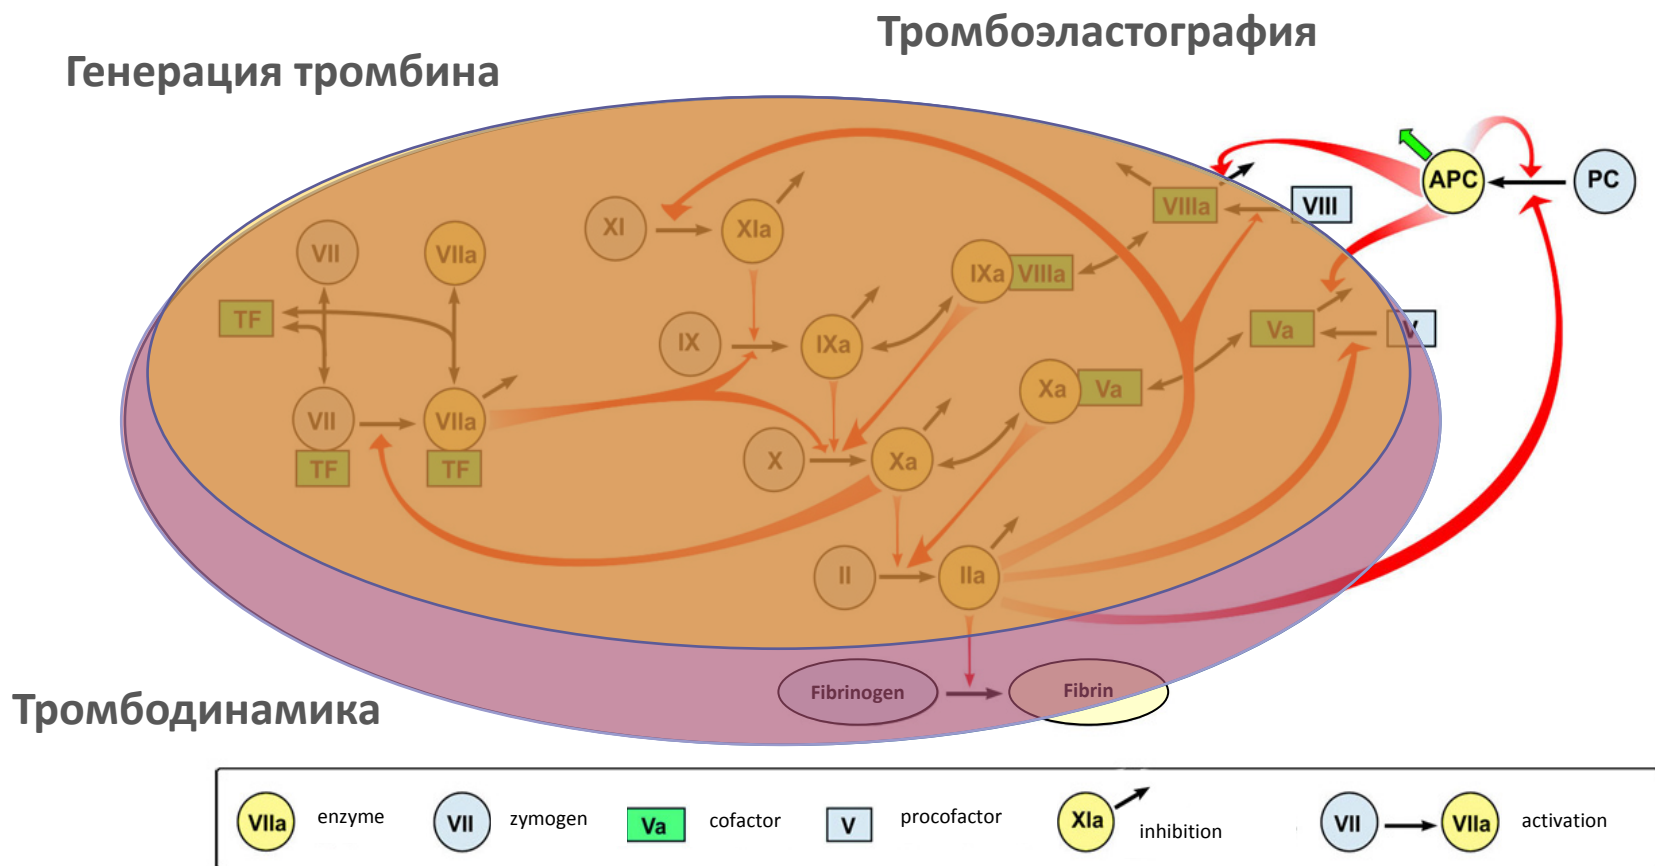 Тромбоэластография
Генерация тромбина
APC
PC
VIIIa
VIII
XI
XIa
VII
VIIa
IXa
VIIIa
TF
Va
V
IX
IXa
Xa
Va
VII
VIIa
TF
TF
X
Xa
II
IIa
Fibrinogen
Fibrin
Тромбодинамика
VIIa enzyme
VII zymogen
Va cofactor
V procofactor
XIa inhibition
VII VIIa activation